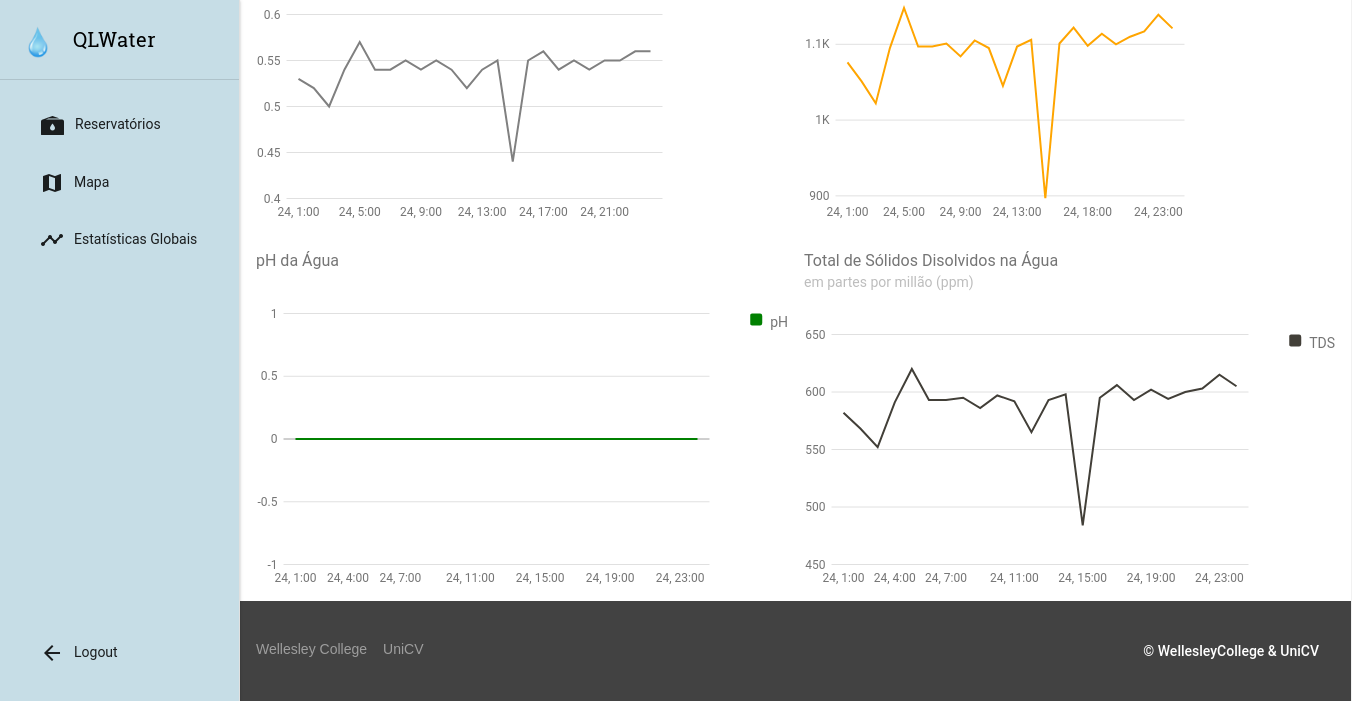 QLWater
Reservatórios
Mapa
Estatísticas Globais
Logout
0.6
0.55
0.5
0.45
0.4
24, 1:00 24, 5:00 24, 9:00 24, 13:00 24, 17:00 24, 21:00
1.1K
1K
900
24, 1:00 24, 5:00 24, 9:00 24, 13:00 24, 18:00 24, 23:00
pH da Água
1
0.5
0
-0.5
-1
24, 1:00 24, 4:00 24, 7:00 24, 11:00 24, 15:00 24, 19:00 24, 23:00
pH
Total de Sólidos Disolvidos na Água
em partes por millão (ppm)
650
600
550
500
450
24, 1:00 24, 4:00 24, 7:00 24, 11:00 24, 15:00 24, 19:00 24, 23:00
TDS
Wellesley College UniCV
© WellesleyCollege & UniCV